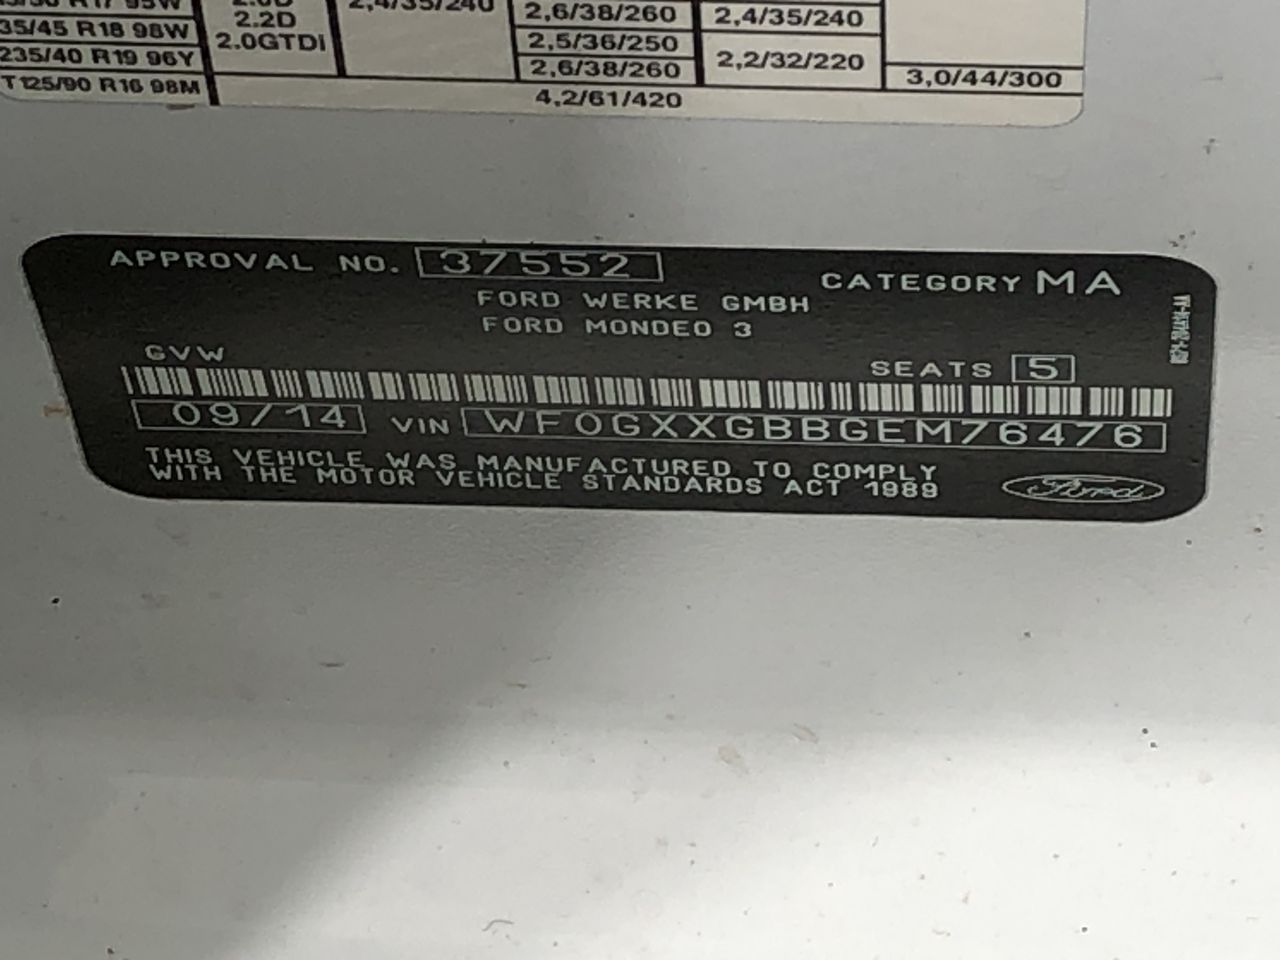 35/45 R18 98W
2.2D
2.0GTDi
235/40 R19 96Y
T125/90 R16 98M
2,4/35/240
2,6/38/260
2,4/35/240
2,5/36/250
2,6/38/260
2,2/32/220
3,0/44/300
4,2/61/420
APPROVAL NO. 37552
CATEGORY MA
FORD WERKE GMBH
FORD MONDEO 3
GVW
SEATS 5
09/14 VIN WF0GXXGBBGEM76476
THIS VEHICLE WAS MANUFACTURED TO COMPLY
WITH THE MOTOR VEHICLE STANDARDS ACT 1989
Ford